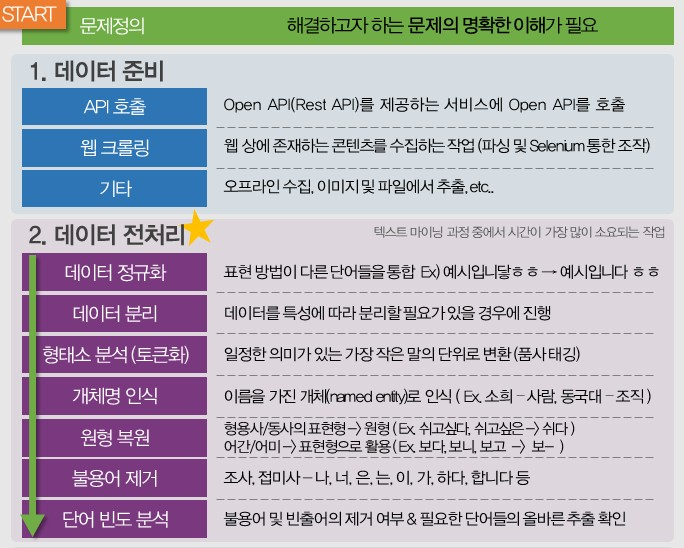 START
문제정의 해결하고자 하는 문제의 명확한 이해가 필요
1. 데이터 준비
API 호출 Open API(Rest API)를 제공하는 서비스에 Open API를 호출
웹 크롤링 웹 상에 존재하는 콘텐츠를 수집하는 작업 (파싱 및 Selenium 통한 조작)
기타 오프라인 수집, 이미지 및 파일에서 추출, etc..
2. 데이터 전처리 텍스트 마이닝 과정 중에서 시간이 가장 많이 소요되는 작업
데이터 정규화 표현 방법이 다른 단어들을 통합 Ex) 예시입니닿ㅎㅎ → 예시입니다 ㅎㅎ
데이터 분리 데이터를 특성에 따라 분리할 필요가 있을 경우에 진행
형태소 분석 (토큰화) 일정한 의미가 있는 가장 작은 말의 단위로 변환 (품사 태깅)
개체명 인식 이름을 가진 개체(named entity)로 인식 ( Ex, 소희 – 사람, 동국대 – 조직 )
원형 복원 형용사/동사의 표현형 -> 원형 ( Ex, 쉬고싶다, 쉬고싶은 -> 쉬다 )
어간/어미 -> 표현형으로 활용 ( Ex, 보다, 보니, 보고 -> 보- )
불용어 제거 조사, 접미사 – 나, 너, 은, 는, 이, 가, 하다, 합니다 등
단어 빈도 분석 불용어 및 빈출어의 제거 여부 & 필요한 단어들의 올바른 추출 확인